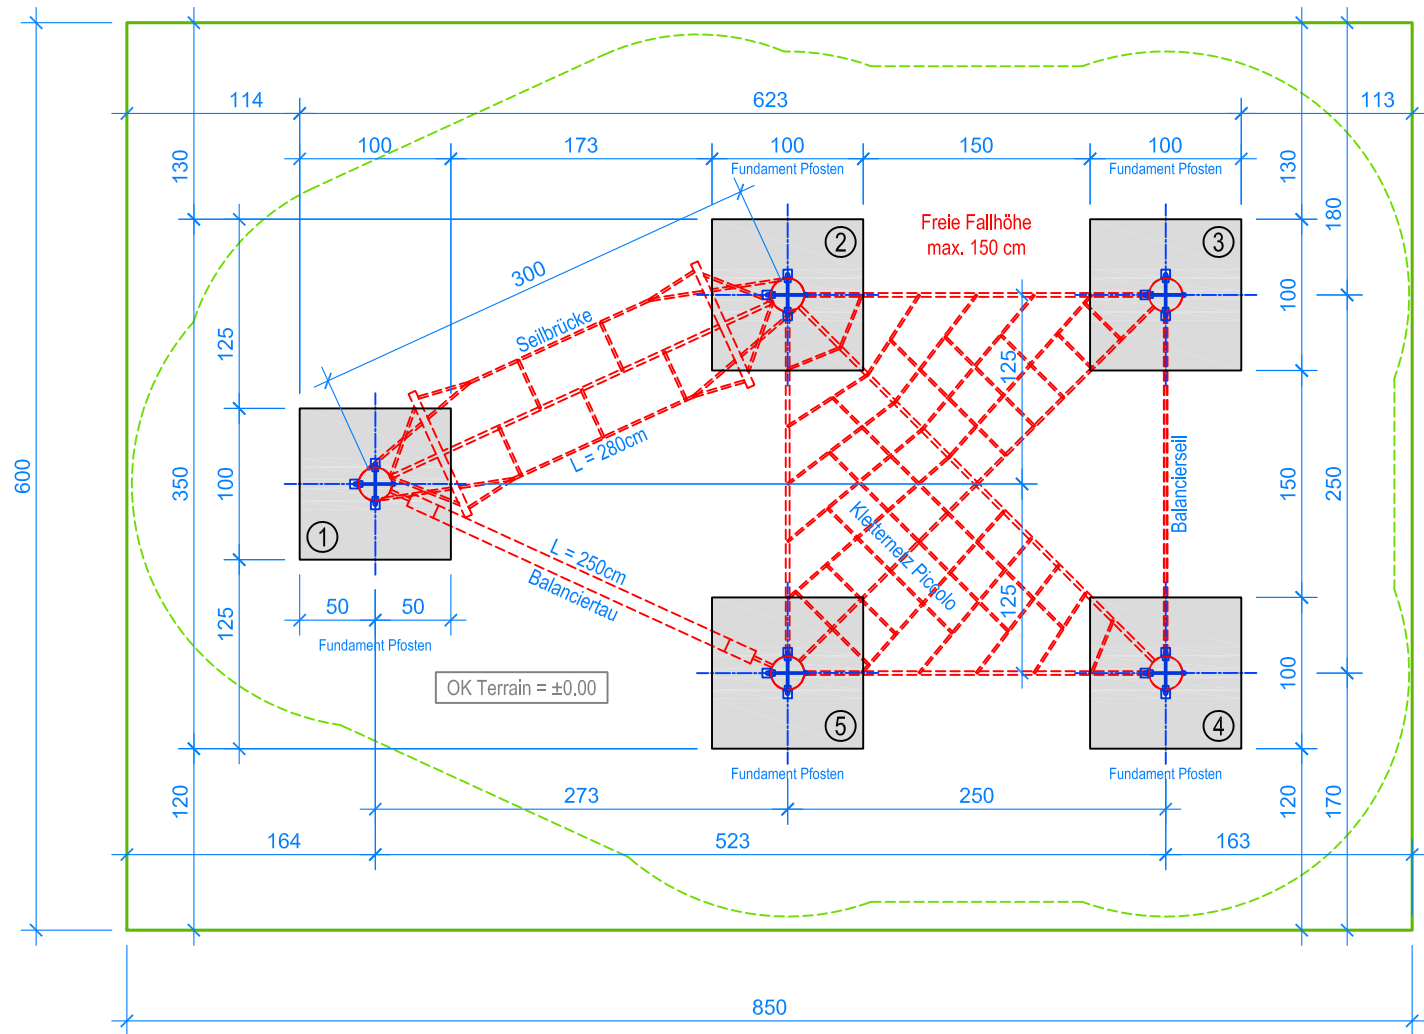 114
623
113
100
173
100
150
100
Fundament Pfosten
Fundament Pfosten
130
130
180
Freie Fallhöhe
max. 150 cm
2
3
300
Seilbrücke
L = 280cm
125
100
125
600
350
100
125
150
250
Balancierseil
Kletternetz Piccolo
1
L = 250cm
Balanciertau
50
50
125
125
Fundament Pfosten
OK Terrain = ±0,00
5
4
100
Fundament Pfosten
Fundament Pfosten
120
273
250
120
170
164
523
163
850